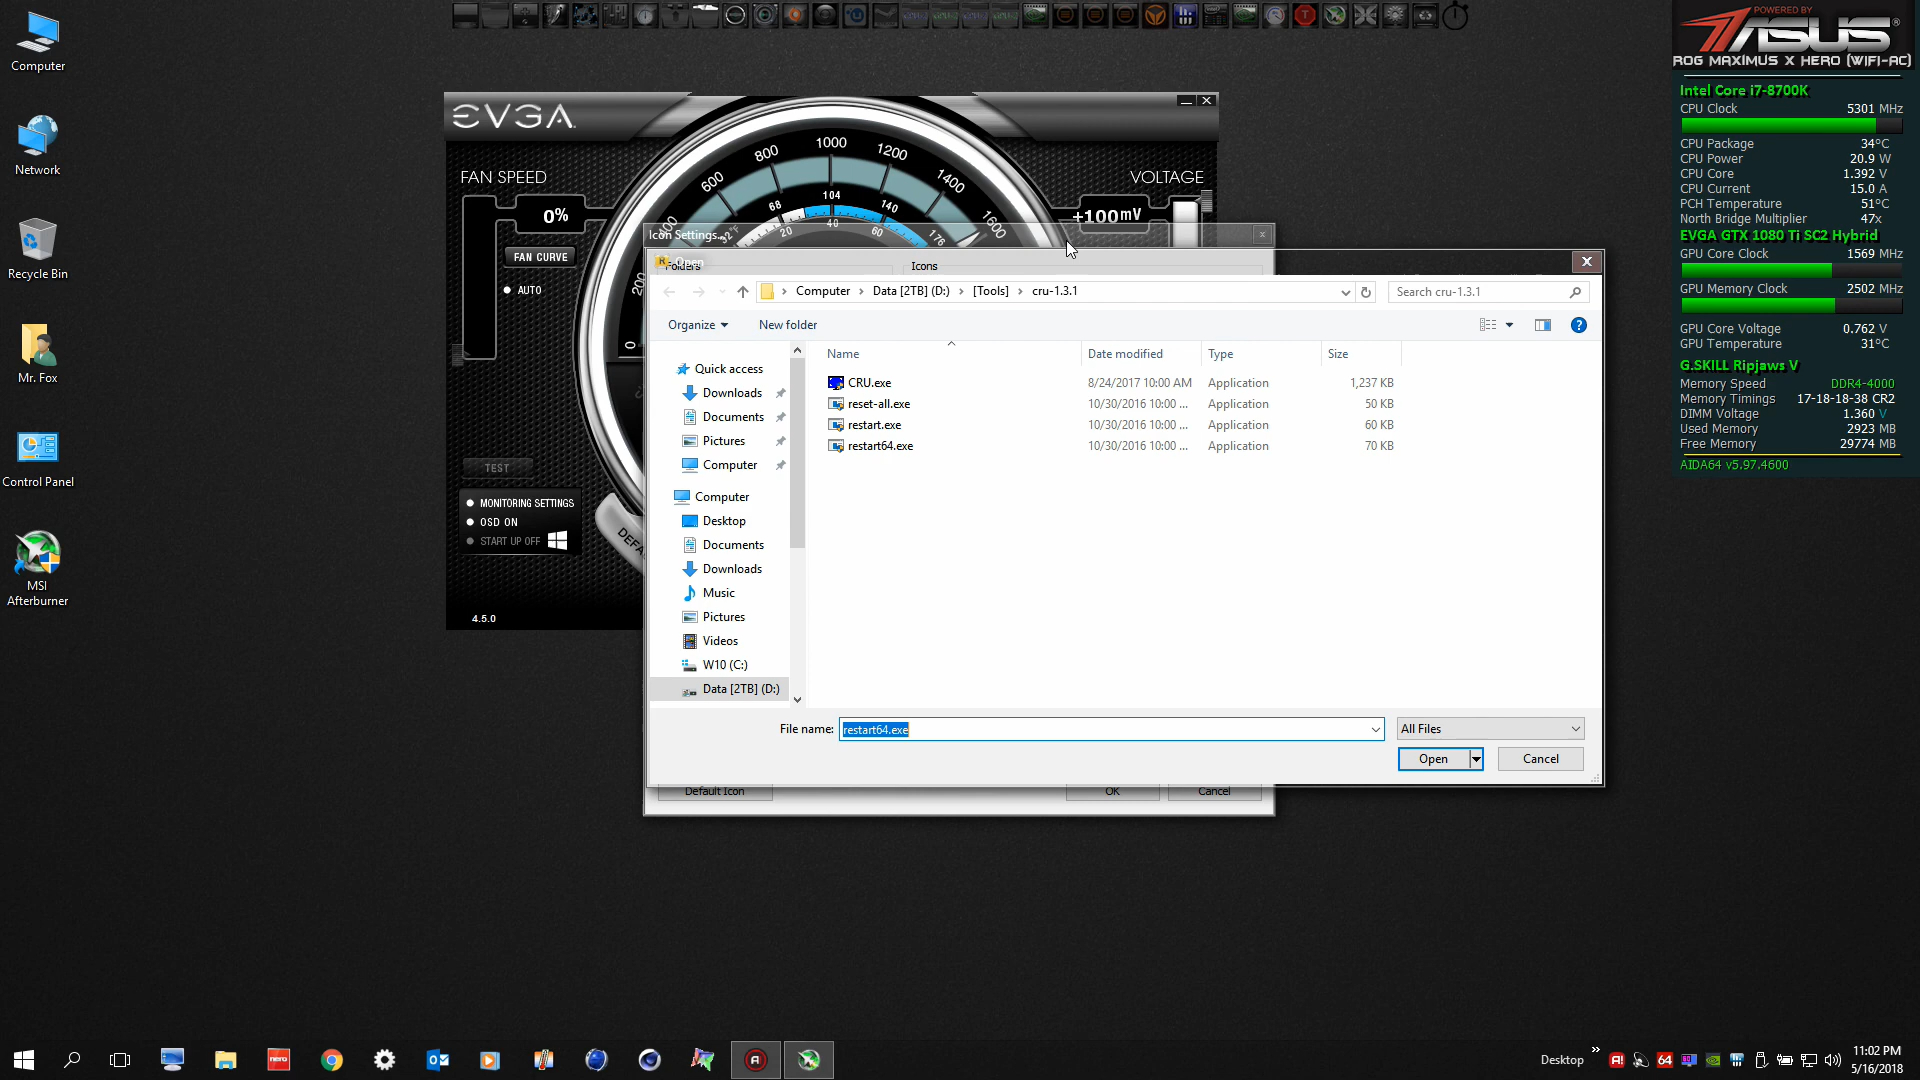 Computer
Network
Recycle Bin
Mr. Fox
Control Panel
MSI
Afterburner
EVGA
FAN SPEED
0%
FAN CURVE
AUTO
TEST
MONITORING SETTINGS
OSD ON
START UP OFF
4.5.0
0
200
400
600
800
1000
1200
1400
1600
32°F
68
104
140
176
20
40
60
VOLTAGE
+100mV
Icon Settings...
Folders
Icons
Open
Computer
Data [2TB] (D:)
[Tools]
cru-1.3.1
Search cru-1.3.1
Organize
New folder
Name
Date modified
Type
Size
CRU.exe 8/24/2017 10:00 AM Application 1,237 KB
reset-all.exe 10/30/2016 10:00 ... Application 50 KB
restart.exe 10/30/2016 10:00 ... Application 60 KB
restart64.exe 10/30/2016 10:00 ... Application 70 KB
Quick access
Downloads
Documents
Pictures
Computer
Computer
Desktop
Documents
Downloads
Music
Pictures
Videos
W10 (C:)
Data [2TB] (D:)
File name: restart64.exe
All Files
Open
Cancel
Default Icon
OK
Cancel
POWERED BY
ASUS
ROG MAXIMUS X HERO (WIFI-AC)
Intel Core i7-8700K
CPU Clock 5301 MHz
CPU Package 34°C
CPU Power 20.9 W
CPU Core 1.392 V
CPU Current 15.0 A
PCH Temperature 51°C
North Bridge Multiplier 47x
EVGA GTX 1080 Ti SC2 Hybrid
GPU Core Clock 1569 MHz
GPU Memory Clock 2502 MHz
GPU Core Voltage 0.762 V
GPU Temperature 31°C
G.SKILL Ripjaws V
Memory Speed DDR4-4000
Memory Timings 17-18-18-38 CR2
DIMM Voltage 1.360 V
Used Memory 2923 MB
Free Memory 29774 MB
AIDA64 v5.97.4600
nero
Desktop
64
11:02 PM
5/16/2018